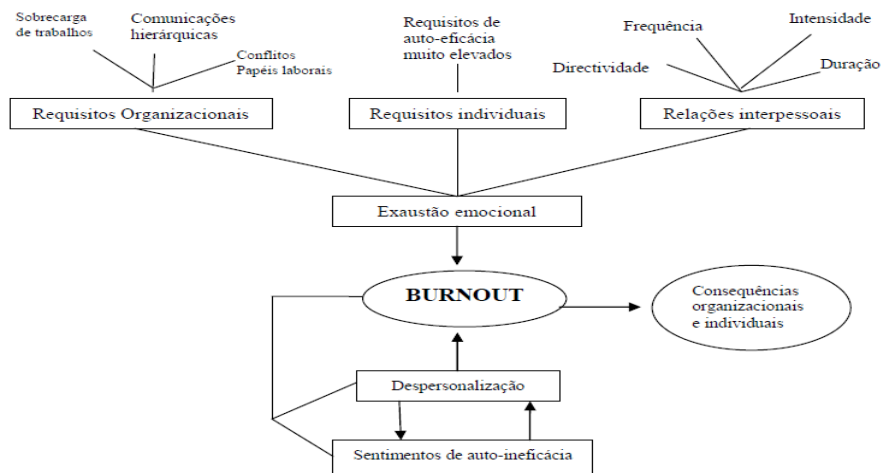 Sobrecarga
de trabalhos
Comunicações
hierárquicas
Conflitos
Papéis laborais
Requisitos de
auto-eficácia
muito elevados
Frequência
Intensidade
Directividade
Duração
Requisitos Organizacionais
Requisitos individuais
Relações interpessoais
Exaustão emocional
BURNOUT
Consequências
organizacionais
e individuais
Despersonalização
Sentimentos de auto-ineficácia